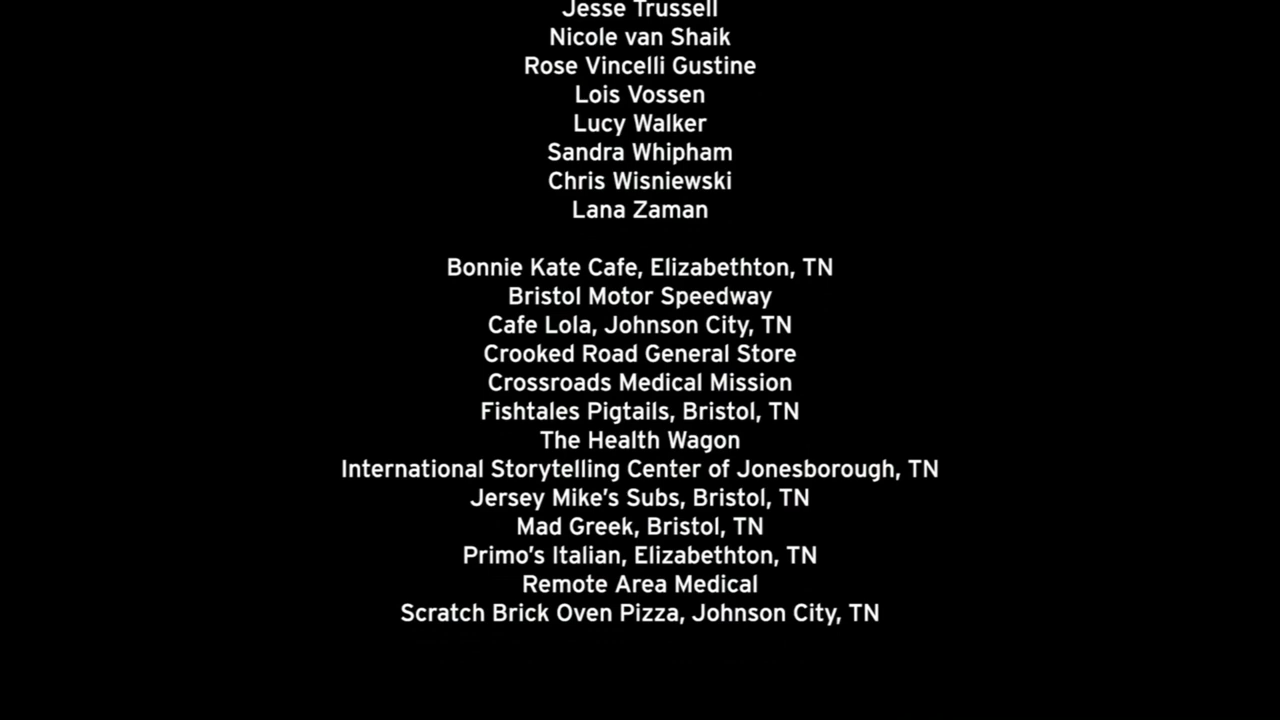 Jesse Trussell
Nicole van Shaik
Rose Vincelli Gustine
Lois Vossen
Lucy Walker
Sandra Whipham
Chris Wisniewski
Lana Zaman
Bonnie Kate Cafe, Elizabethton, TN
Bristol Motor Speedway
Cafe Lola, Johnson City, TN
Crooked Road General Store
Crossroads Medical Mission
Fishtales Pigtails, Bristol, TN
The Health Wagon
International Storytelling Center of Jonesborough, TN
Jersey Mike's Subs, Bristol, TN
Mad Greek, Bristol, TN
Primo's Italian, Elizabethton, TN
Remote Area Medical
Scratch Brick Oven Pizza, Johnson City, TN